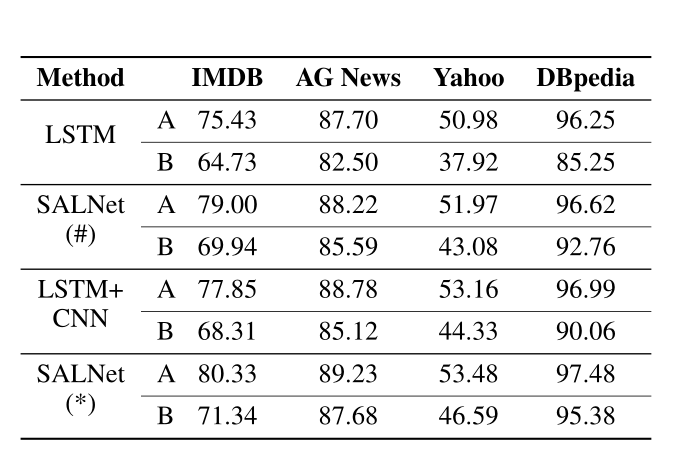 Method IMDB AG News Yahoo DBpedia
LSTM A 75.43 87.70 50.98 96.25
B 64.73 82.50 37.92 85.25
SALNet (#) A 79.00 88.22 51.97 96.62
B 69.94 85.59 43.08 92.76
LSTM+ CNN A 77.85 88.78 53.16 96.99
B 68.31 85.12 44.33 90.06
SALNet (*) A 80.33 89.23 53.48 97.48
B 71.34 87.68 46.59 95.38